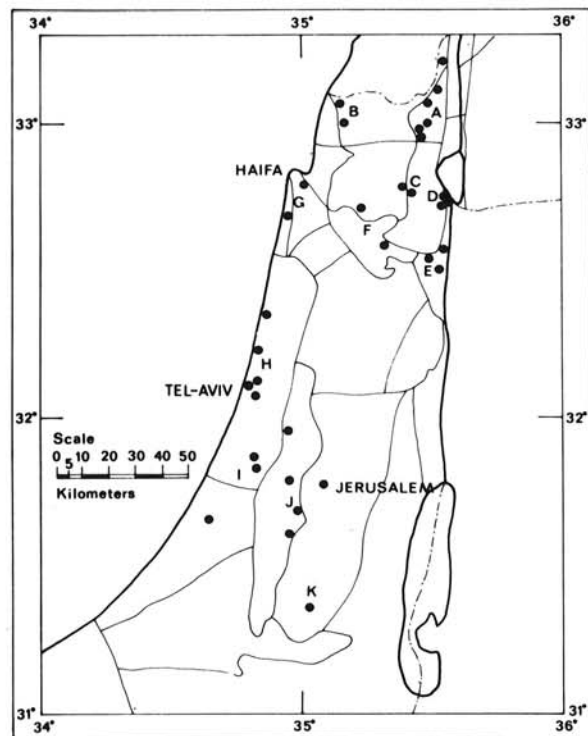 34° 35° 36°
33° 33°
B A
HAIFA
C
D
G
F
E
H
TEL-AVIV
32° 32°
Scale
0 5 10 20 30 40 50
Kilometers
I
JERUSALEM
J
K
31° 31°
34° 35° 36°